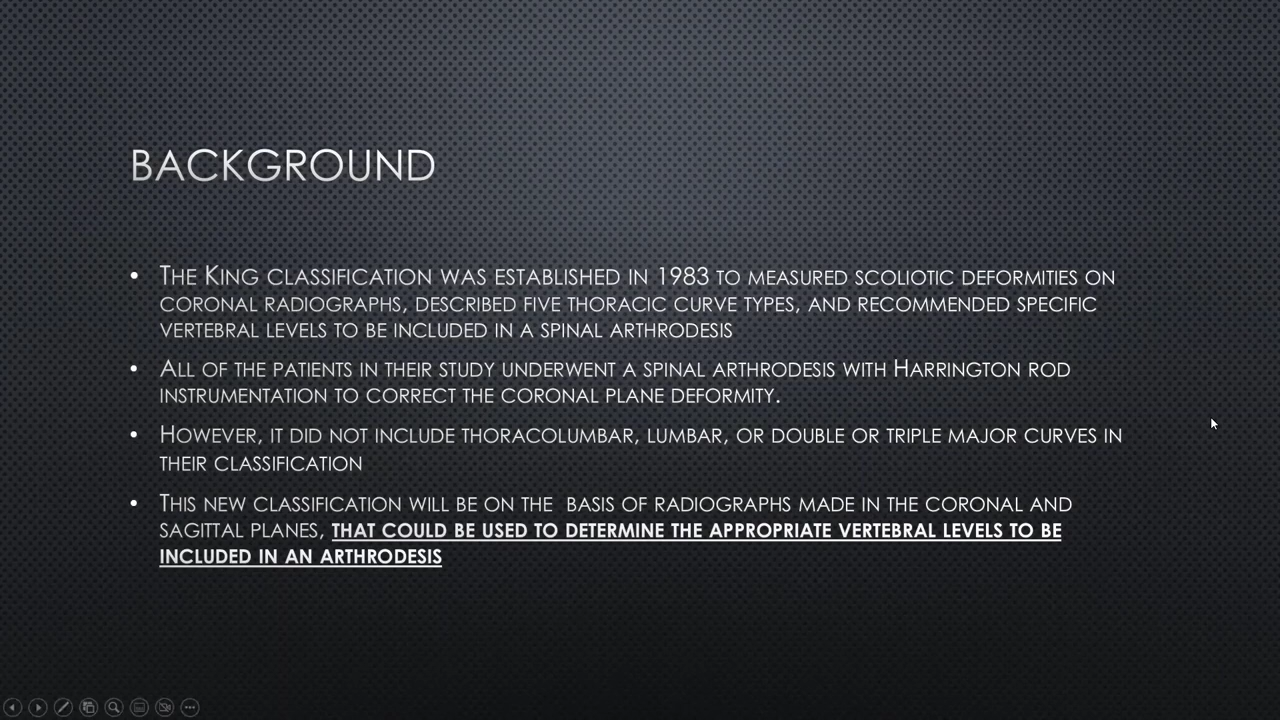 BACKGROUND
• THE KING CLASSIFICATION WAS ESTABLISHED IN 1983 TO MEASURED SCOLIOTIC DEFORMITIES ON
CORONAL RADIOGRAPHS, DESCRIBED FIVE THORACIC CURVE TYPES, AND RECOMMENDED SPECIFIC
VERTEBRAL LEVELS TO BE INCLUDED IN A SPINAL ARTHRODESIS
• ALL OF THE PATIENTS IN THEIR STUDY UNDERWENT A SPINAL ARTHRODESIS WITH HARRINGTON ROD
INSTRUMENTATION TO CORRECT THE CORONAL PLANE DEFORMITY.
• HOWEVER, IT DID NOT INCLUDE THORACOLUMBAR, LUMBAR, OR DOUBLE OR TRIPLE MAJOR CURVES IN
THEIR CLASSIFICATION
• THIS NEW CLASSIFICATION WILL BE ON THE BASIS OF RADIOGRAPHS MADE IN THE CORONAL AND
SAGITTAL PLANES, THAT COULD BE USED TO DETERMINE THE APPROPRIATE VERTEBRAL LEVELS TO BE
INCLUDED IN AN ARTHRODESIS